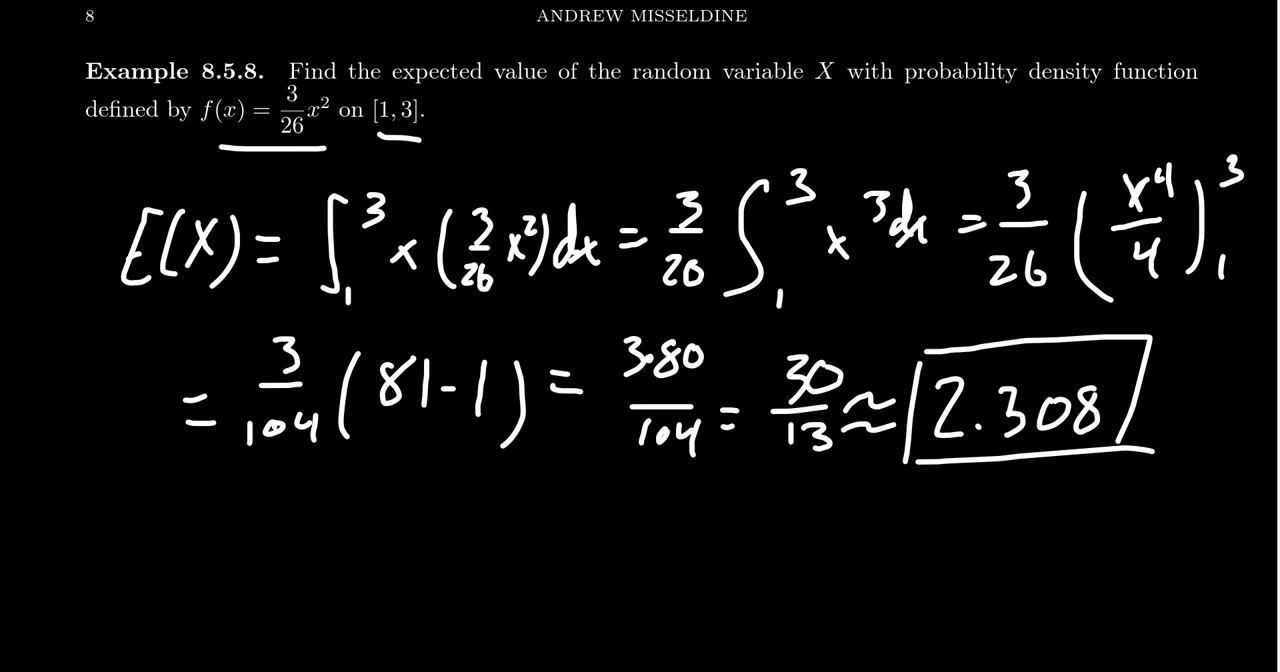 8 ANDREW MISSELDINE
Example 8.5.8. Find the expected value of the random variable X with probability density function
defined by f(x) = 3/26 x² on [1, 3].
E(X) = ∫₁³ x (3/26 x²) dx = 3/26 ∫₁³ x³ dx = 3/26 (x⁴/4)₁³
= 3/104 (81 - 1) = 3·80/104 = 30/13 ≈ 2.308